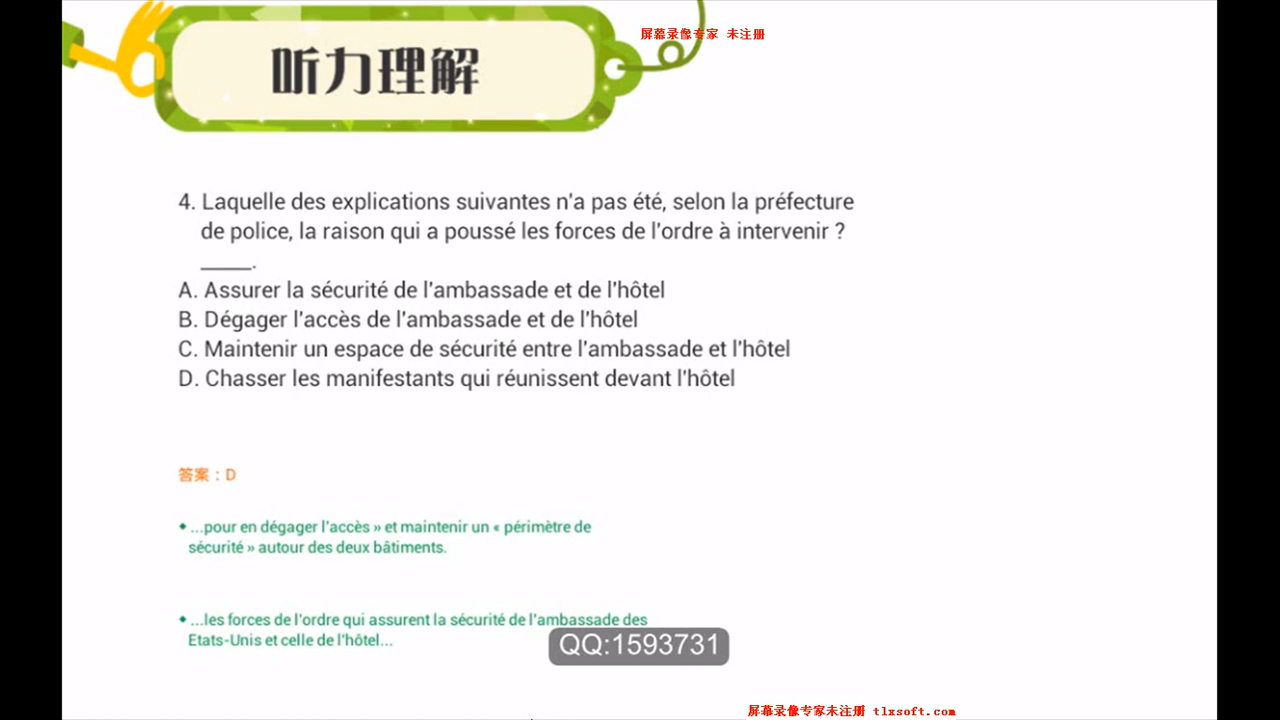 屏幕录像专家 未注册
听力理解
4. Laquelle des explications suivantes n'a pas été, selon la préfecture
de police, la raison qui a poussé les forces de l'ordre à intervenir ?
_____.
A. Assurer la sécurité de l'ambassade et de l'hôtel
B. Dégager l'accès de l'ambassade et de l'hôtel
C. Maintenir un espace de sécurité entre l'ambassade et l'hôtel
D. Chasser les manifestants qui réunissent devant l'hôtel
答案：D
◆ ...pour en dégager l'accès » et maintenir un « périmètre de
sécurité » autour des deux bâtiments.
◆ ...les forces de l'ordre qui assurent la sécurité de l'ambassade des
Etats-Unis et celle de l'hôtel...
QQ:1593731
屏幕录像专家未注册 tlxsoft.com